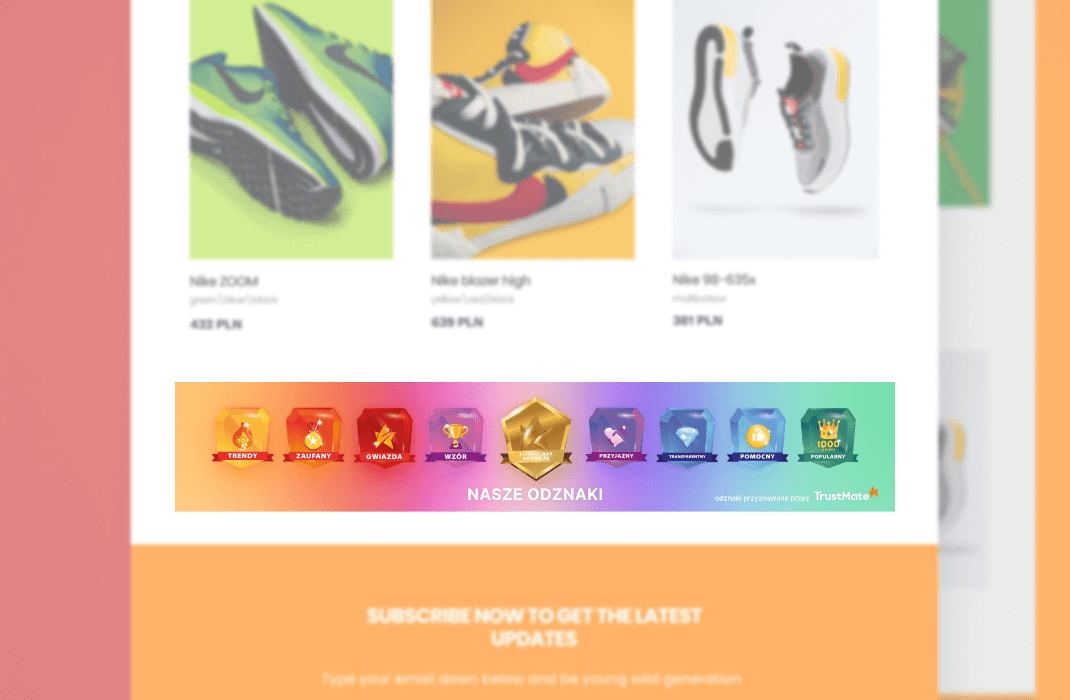 Nike ZOOM
green\blue\black
432 PLN
Nike blazer high
yellow\red/black
639 PLN
Nike 98-635x
multicolour
381 PLN
TOP
5
TRENDY
ZAUFANY
GWIAZDA
WZÓR
PRZYJAZNY
TRANSPARENTNY
POMOCNY
1000
OPINII
POPULARNY
NASZE ODZNAKI
odznaki przyznawane przez TrustMate
SUBSCRIBE NOW TO GET THE LATEST
UPDATES
Type your email down below and be young wild generation